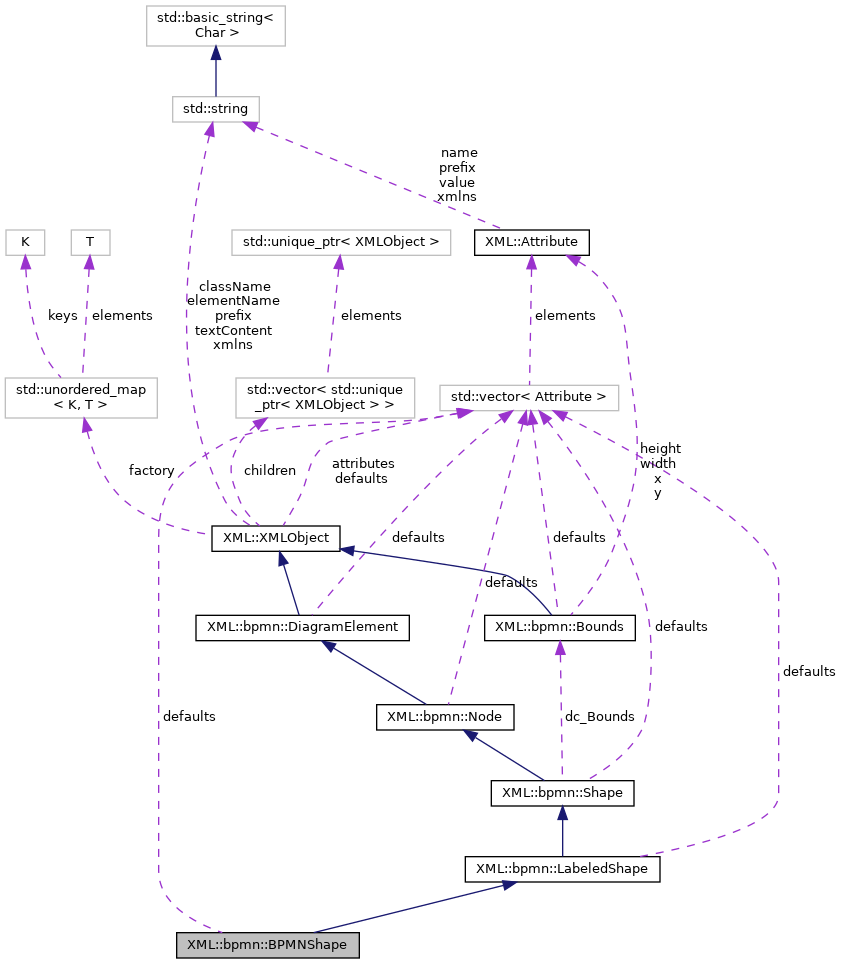 std::basic_string<
Char >
std::string
name
prefix
value
xmlns
K
T
std::unique_ptr< XMLObject >
XML::Attribute
className
elementName
prefix
textContent
xmlns
keys
elements
elements
elements
std::unordered_map
< K, T >
std::vector< std::unique
_ptr< XMLObject > >
std::vector< Attribute >
factory
children
attributes
defaults
height
width
x
y
XML::XMLObject
defaults
defaults
defaults
XML::bpmn::DiagramElement
XML::bpmn::Bounds
defaults
defaults
defaults
XML::bpmn::Node
dc_Bounds
XML::bpmn::Shape
XML::bpmn::LabeledShape
XML::bpmn::BPMNShape